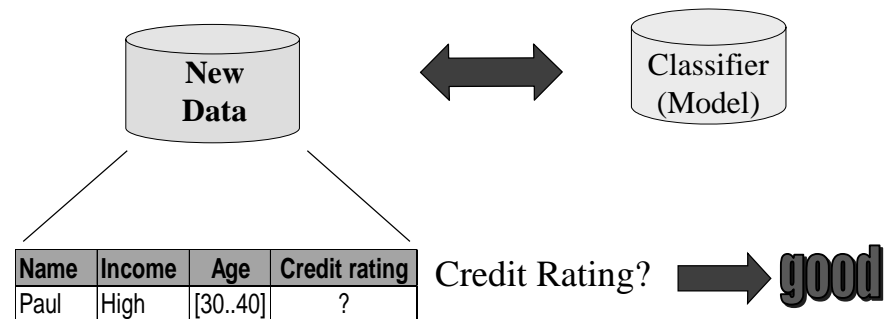 New
Data
Classifier
(Model)
Name Income Age Credit rating
Paul High [30..40] ?
Credit Rating?
good